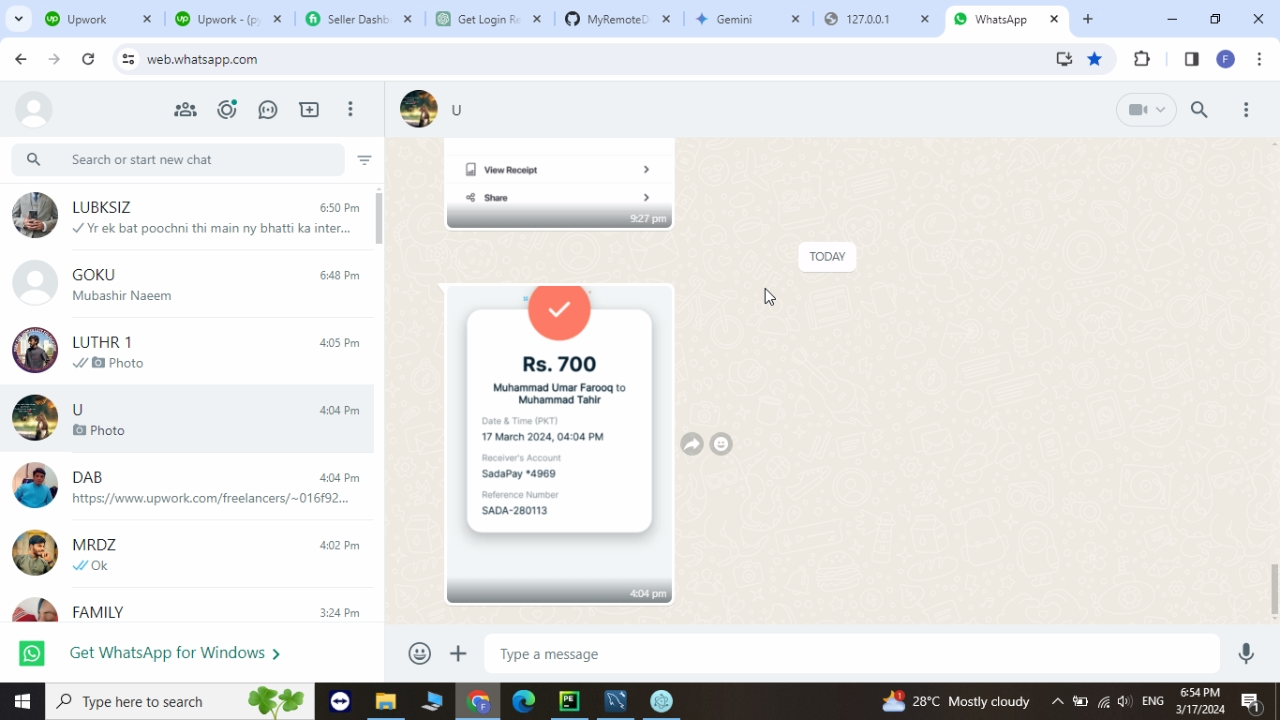 Upwork
Upwork - (py
Seller Dashb
Get Login Re
MyRemoteD
Gemini
127.0.0.1
WhatsApp
web.whatsapp.com
F
U
Search or start new chat
LUBKSIZ
6:50 Pm
Yr ek bat poochni thi main ny bhatti ka inter...
GOKU
6:48 Pm
Mubashir Naeem
LUTHR 1
4:05 Pm
Photo
U
4:04 Pm
Photo
DAB
4:04 Pm
https://www.upwork.com/freelancers/~016f92...
MRDZ
4:02 Pm
Ok
FAMILY
3:24 Pm
Get WhatsApp for Windows
View Receipt
Share
9:27 pm
TODAY
Rs. 700
Muhammad Umar Farooq to
Muhammad Tahir
Date & Time (PKT)
17 March 2024, 04:04 PM
Receiver's Account
SadaPay *4969
Reference Number
SADA-280113
4:04 pm
Type a message
Type here to search
28°C Mostly cloudy
ENG
6:54 PM
3/17/2024